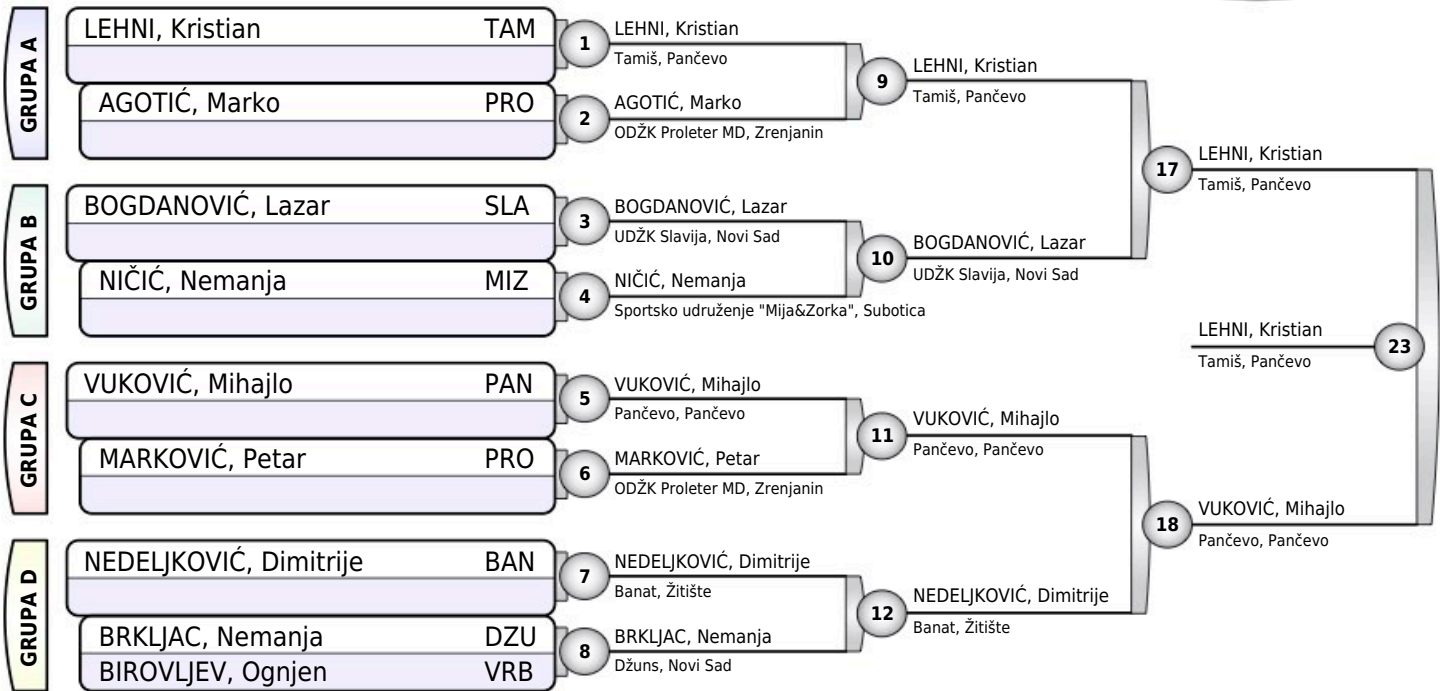 GRUPA A
LEHNI, Kristian TAM
AGOTIĆ, Marko PRO
GRUPA B
BOGDANOVIĆ, Lazar SLA
NIČIĆ, Nemanja MIZ
GRUPA C
VUKOVIĆ, Mihajlo PAN
MARKOVIĆ, Petar PRO
GRUPA D
NEDELJKOVIĆ, Dimitrije BAN
BRKLJAC, Nemanja DZU
BIROVLJEV, Ognjen VRB
1
LEHNI, Kristian
Tamiš, Pančevo
2
AGOTIĆ, Marko
ODŽK Proleter MD, Zrenjanin
3
BOGDANOVIĆ, Lazar
UDŽK Slavija, Novi Sad
4
NIČIĆ, Nemanja
Sportsko udruženje "Mija&Zorka", Subotica
5
VUKOVIĆ, Mihajlo
Pančevo, Pančevo
6
MARKOVIĆ, Petar
ODŽK Proleter MD, Zrenjanin
7
NEDELJKOVIĆ, Dimitrije
Banat, Žitište
8
BRKLJAC, Nemanja
Džuns, Novi Sad
9
LEHNI, Kristian
Tamiš, Pančevo
10
BOGDANOVIĆ, Lazar
UDŽK Slavija, Novi Sad
11
VUKOVIĆ, Mihajlo
Pančevo, Pančevo
12
NEDELJKOVIĆ, Dimitrije
Banat, Žitište
17
LEHNI, Kristian
Tamiš, Pančevo
18
VUKOVIĆ, Mihajlo
Pančevo, Pančevo
LEHNI, Kristian
Tamiš, Pančevo
23